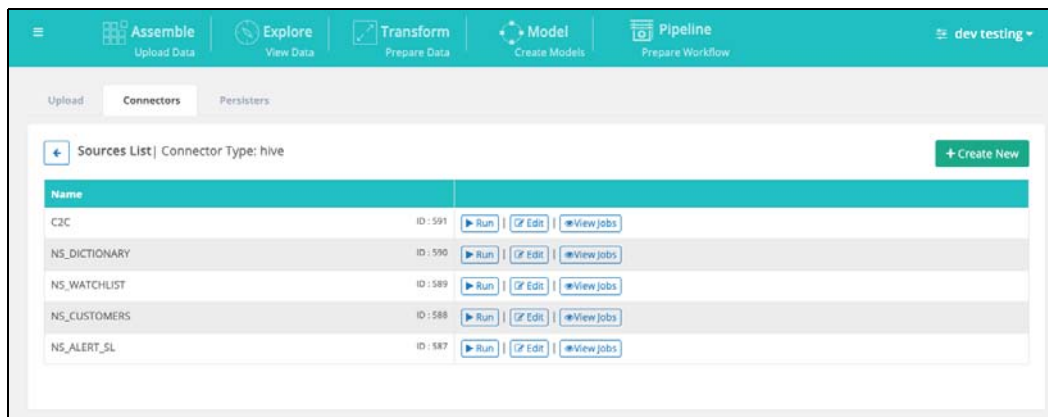 Assemble Explore Transform Model Pipeline
Upload Data View Data Prepare Data Create Models Prepare Workflow
dev testing
Upload Connectors Persisters
Sources List| Connector Type: hive
+ Create New
Name
C2C ID : 591 Run | Edit | View Jobs
NS_DICTIONARY ID : 590 Run | Edit | View Jobs
NS_WATCHLIST ID : 589 Run | Edit | View Jobs
NS_CUSTOMERS ID : 588 Run | Edit | View Jobs
NS_ALERT_SL ID : 587 Run | Edit | View Jobs